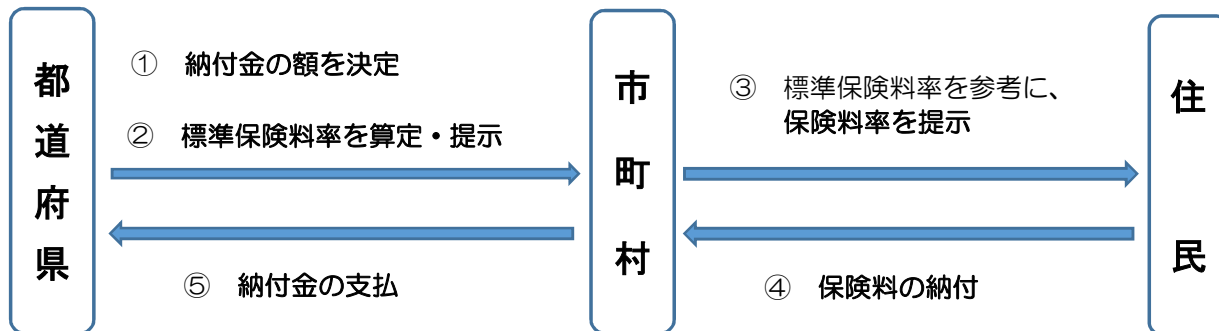 都道府県
① 納付金の額を決定
② 標準保険料率を算定・提示
⑤ 納付金の支払
市町村
③ 標準保険料率を参考に、
保険料率を提示
④ 保険料の納付
住民